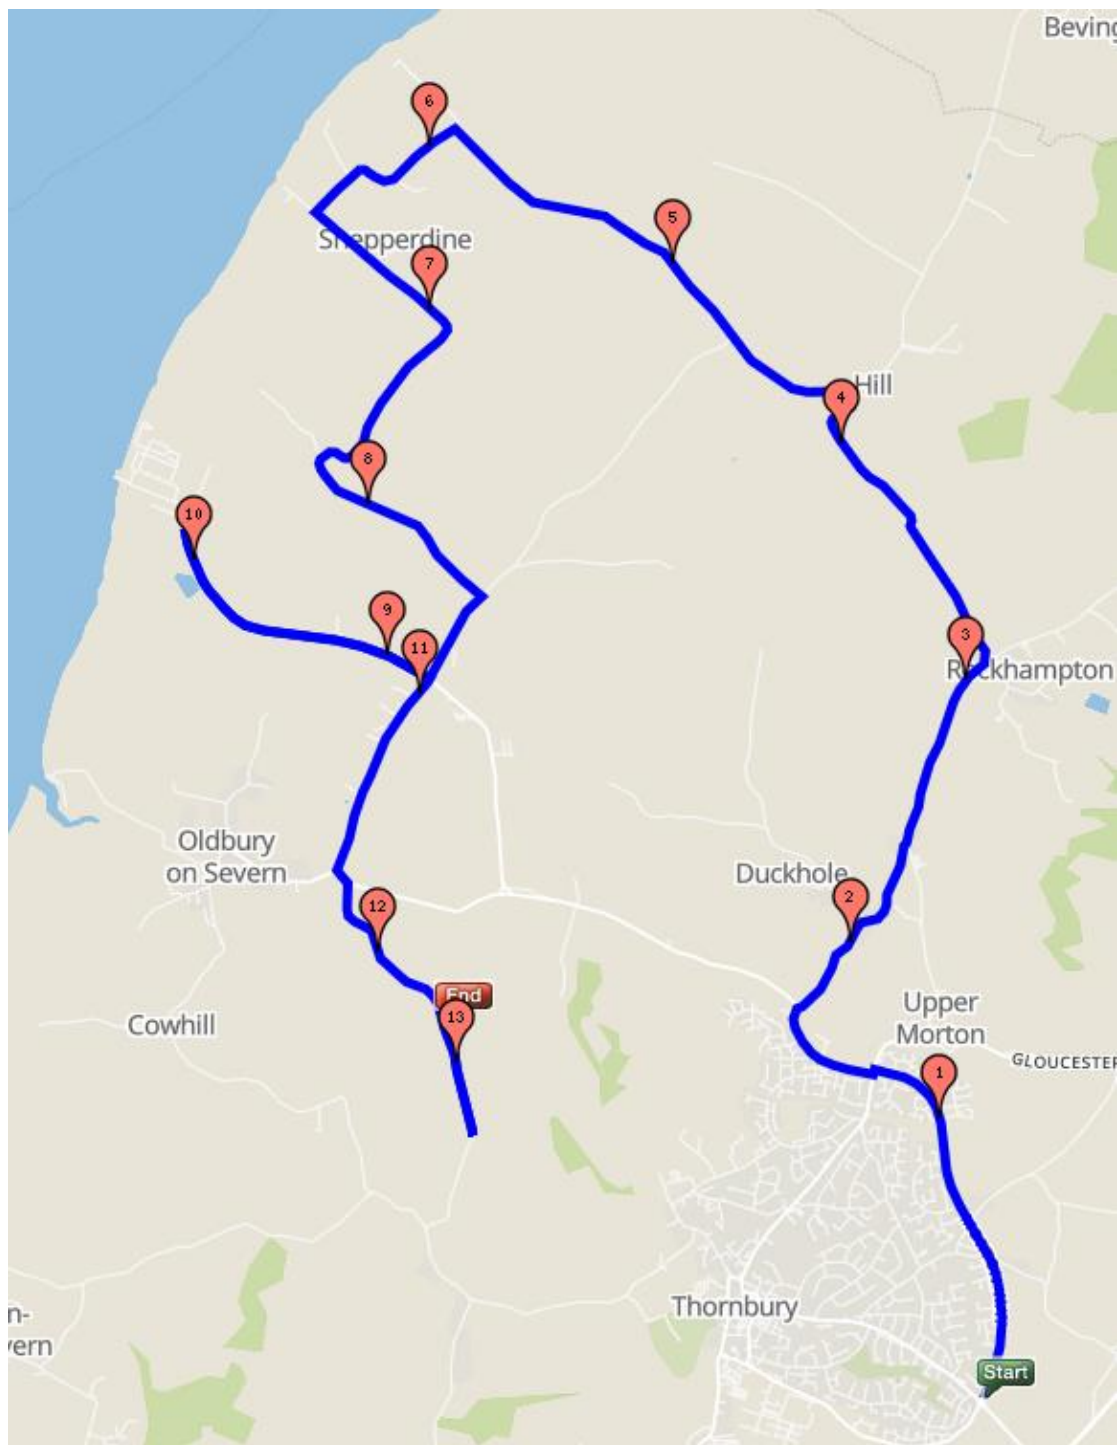 Beving
6
5
Shepperdine
7
Hill
4
8
10
9
11
3
Rockhampton
Oldbury
on Severn
Duckhole
2
12
End
13
Cowhill
Upper
Morton
GLOUCESTER
1
Thornbury
n-
vern
Start